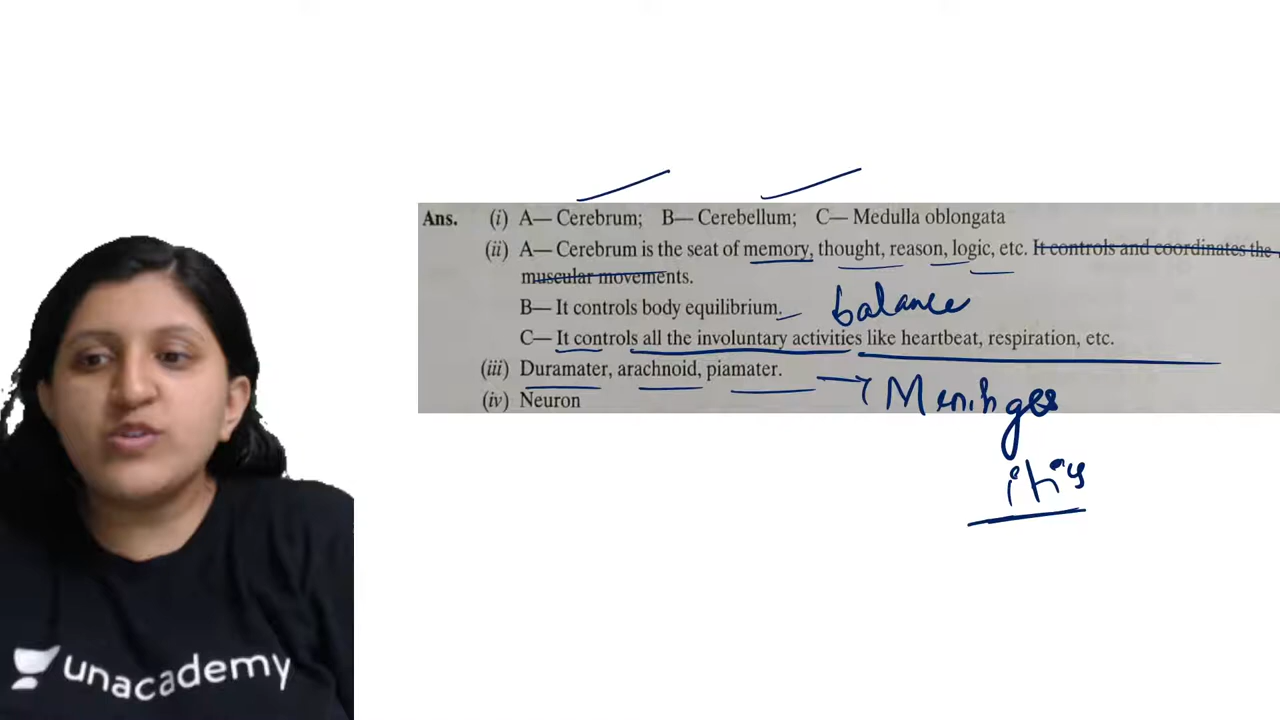 Ans. (i) A— Cerebrum; B— Cerebellum; C— Medulla oblongata
(ii) A— Cerebrum is the seat of memory, thought, reason, logic, etc. It controls and coordinates the
muscular movements.
B— It controls body equilibrium. balance
C— It controls all the involuntary activities like heartbeat, respiration, etc.
(iii) Duramater, arachnoid, piamater. → Meninges
(iv) Neuron
itis
unacademy